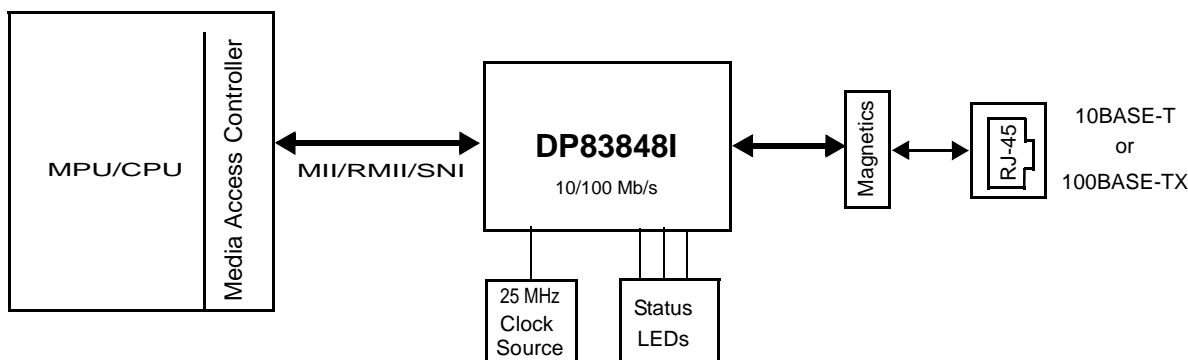 MPU/CPU
Media Access Controller
MII/RMII/SNI
DP83848I
10/100 Mb/s
25 MHz
Clock
Source
Status
LEDs
Magnetics
RJ-45
10BASE-T
or
100BASE-TX